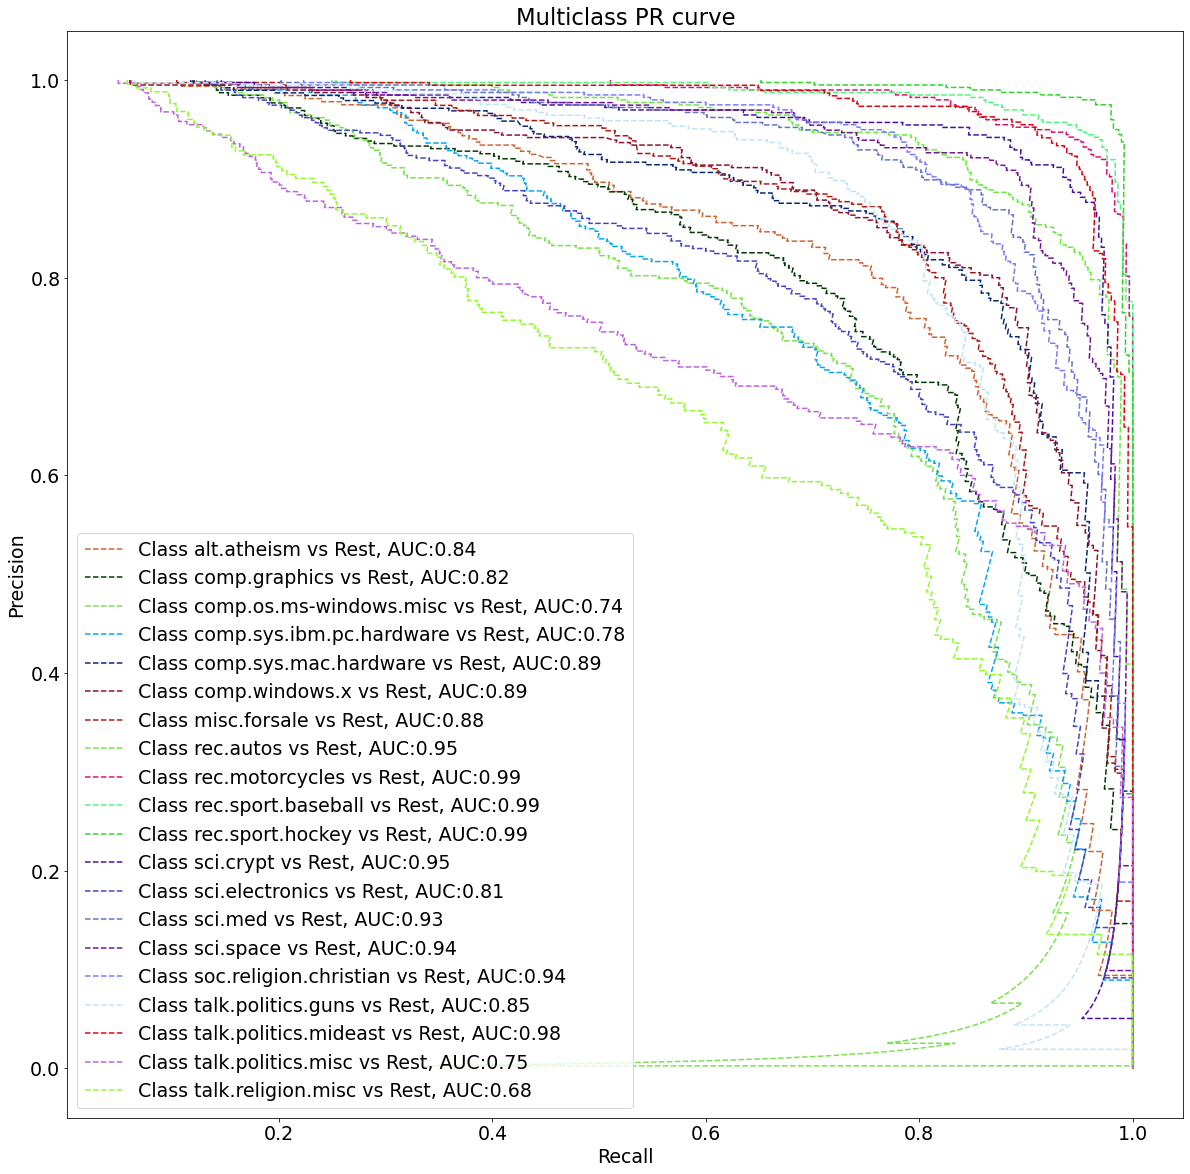 Multiclass PR curve
1.0
0.8
0.6
0.4
0.2
0.0
Precision
Class alt.atheism vs Rest, AUC:0.84
Class comp.graphics vs Rest, AUC:0.82
Class comp.os.ms-windows.misc vs Rest, AUC:0.74
Class comp.sys.ibm.pc.hardware vs Rest, AUC:0.78
Class comp.sys.mac.hardware vs Rest, AUC:0.89
Class comp.windows.x vs Rest, AUC:0.89
Class misc.forsale vs Rest, AUC:0.88
Class rec.autos vs Rest, AUC:0.95
Class rec.motorcycles vs Rest, AUC:0.99
Class rec.sport.baseball vs Rest, AUC:0.99
Class rec.sport.hockey vs Rest, AUC:0.99
Class sci.crypt vs Rest, AUC:0.95
Class sci.electronics vs Rest, AUC:0.81
Class sci.med vs Rest, AUC:0.93
Class sci.space vs Rest, AUC:0.94
Class soc.religion.christian vs Rest, AUC:0.94
Class talk.politics.guns vs Rest, AUC:0.85
Class talk.politics.mideast vs Rest, AUC:0.98
Class talk.politics.misc vs Rest, AUC:0.75
Class talk.religion.misc vs Rest, AUC:0.68
0.2 0.4 0.6 0.8 1.0
Recall